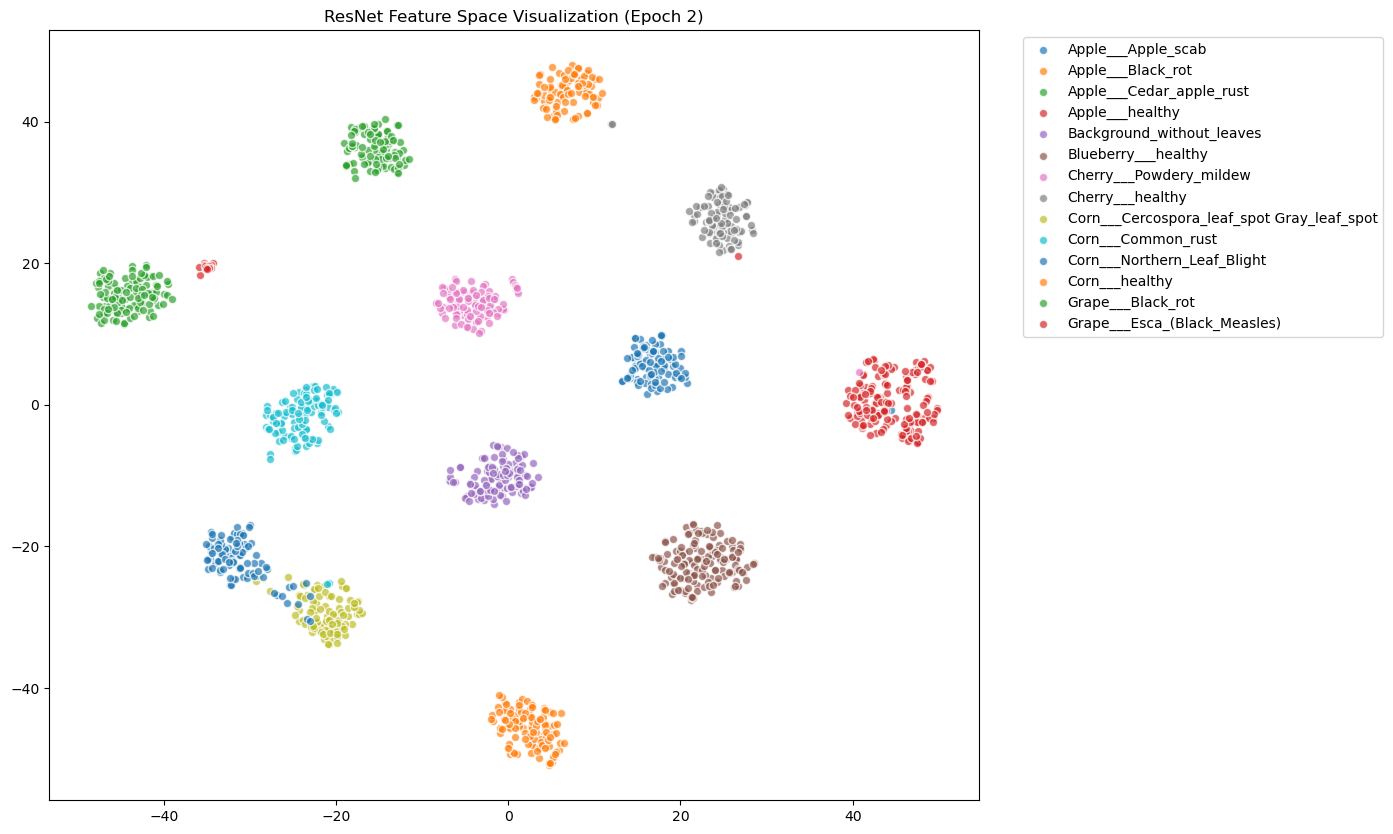 ResNet Feature Space Visualization (Epoch 2)
Apple___Apple_scab
Apple___Black_rot
Apple___Cedar_apple_rust
Apple___healthy
Background_without_leaves
Blueberry___healthy
Cherry___Powdery_mildew
Cherry___healthy
Corn___Cercospora_leaf_spot Gray_leaf_spot
Corn___Common_rust
Corn___Northern_Leaf_Blight
Corn___healthy
Grape___Black_rot
Grape___Esca_(Black_Measles)
40
20
0
−20
−40
−40 −20 0 20 40